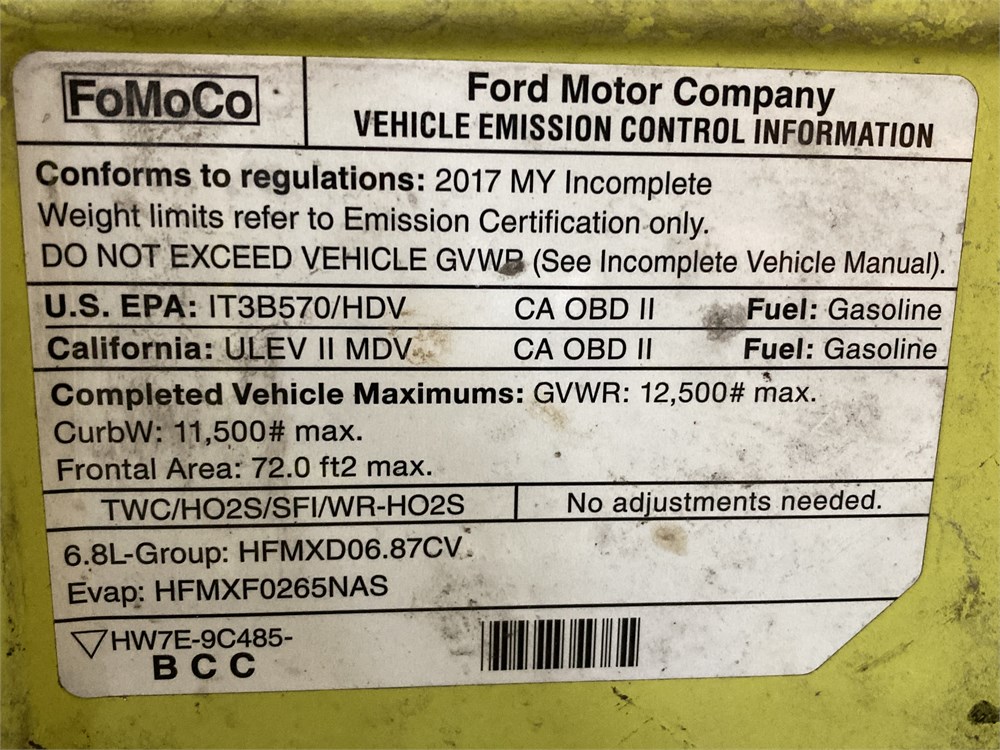 FoMoCo
Ford Motor Company
VEHICLE EMISSION CONTROL INFORMATION
Conforms to regulations: 2017 MY Incomplete
Weight limits refer to Emission Certification only.
DO NOT EXCEED VEHICLE GVWR (See Incomplete Vehicle Manual).
U.S. EPA: IT3B570/HDV CA OBD II Fuel: Gasoline
California: ULEV II MDV CA OBD II Fuel: Gasoline
Completed Vehicle Maximums: GVWR: 12,500# max.
CurbW: 11,500# max.
Frontal Area: 72.0 ft2 max.
TWC/HO2S/SFI/WR-HO2S No adjustments needed.
6.8L-Group: HFMXD06.87CV
Evap: HFMXF0265NAS
HW7E-9C485-
B C C